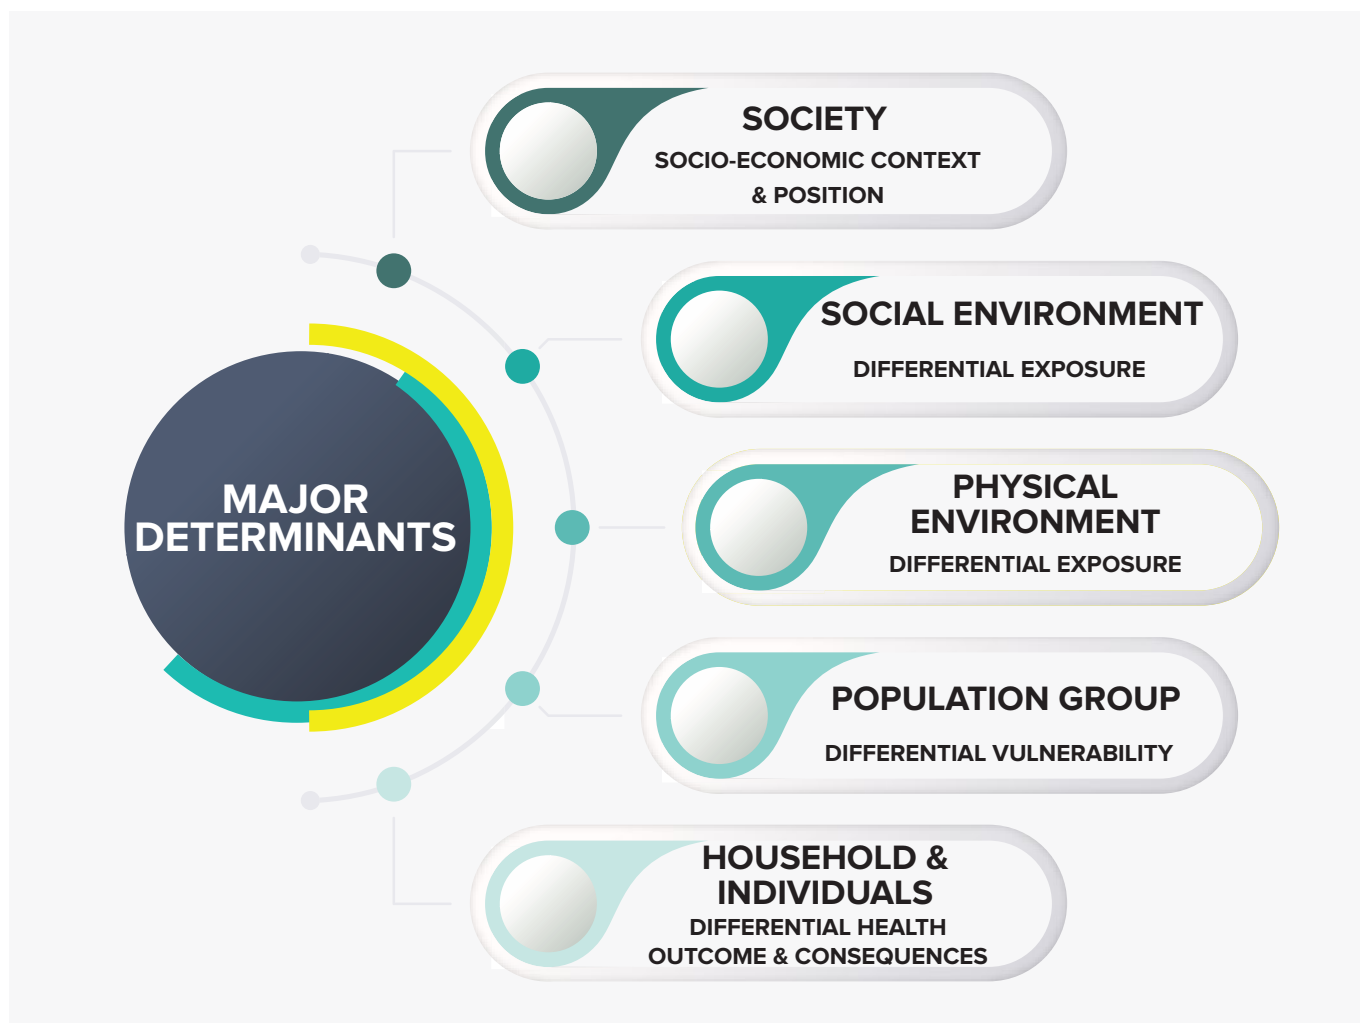 MAJOR
DETERMINANTS
SOCIETY
SOCIO-ECONOMIC CONTEXT
& POSITION
SOCIAL ENVIRONMENT
DIFFERENTIAL EXPOSURE
PHYSICAL
ENVIRONMENT
DIFFERENTIAL EXPOSURE
POPULATION GROUP
DIFFERENTIAL VULNERABILITY
HOUSEHOLD &
INDIVIDUALS
DIFFERENTIAL HEALTH
OUTCOME & CONSEQUENCES